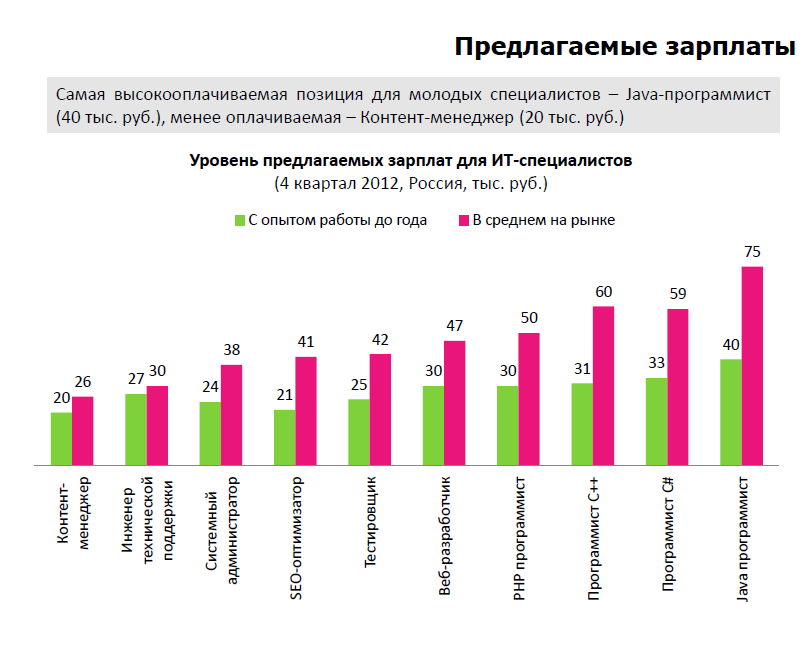 Предлагаемые зарплаты
Самая высокооплачиваемая позиция для молодых специалистов – Java-программист
(40 тыс. руб.), менее оплачиваемая – Контент-менеджер (20 тыс. руб.)
Уровень предлагаемых зарплат для ИТ-специалистов
(4 квартал 2012, Россия, тыс. руб.)
С опытом работы до года
В среднем на рынке
20
26
27
30
24
38
21
41
25
42
30
47
30
50
31
60
33
59
40
75
Контент-
менеджер
Инженер
технической
поддержки
Системный
администратор
SEO-оптимизатор
Тестировщик
Веб-разработчик
PHP программист
Программист C++
Программист C#
Java программист